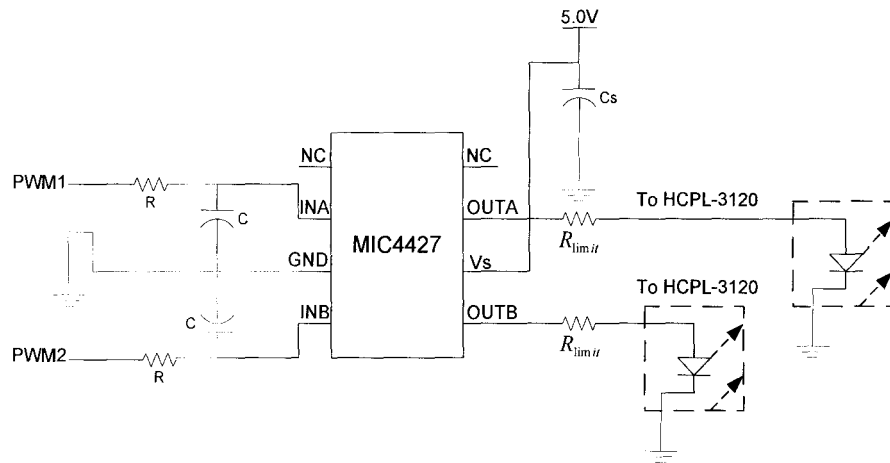 5.0V
Cs
NC
NC
PWM1
R
C
INA
OUTA
R_limit
To HCPL-3120
MIC4427
GND
Vs
To HCPL-3120
C
INB
OUTB
R_limit
PWM2
R